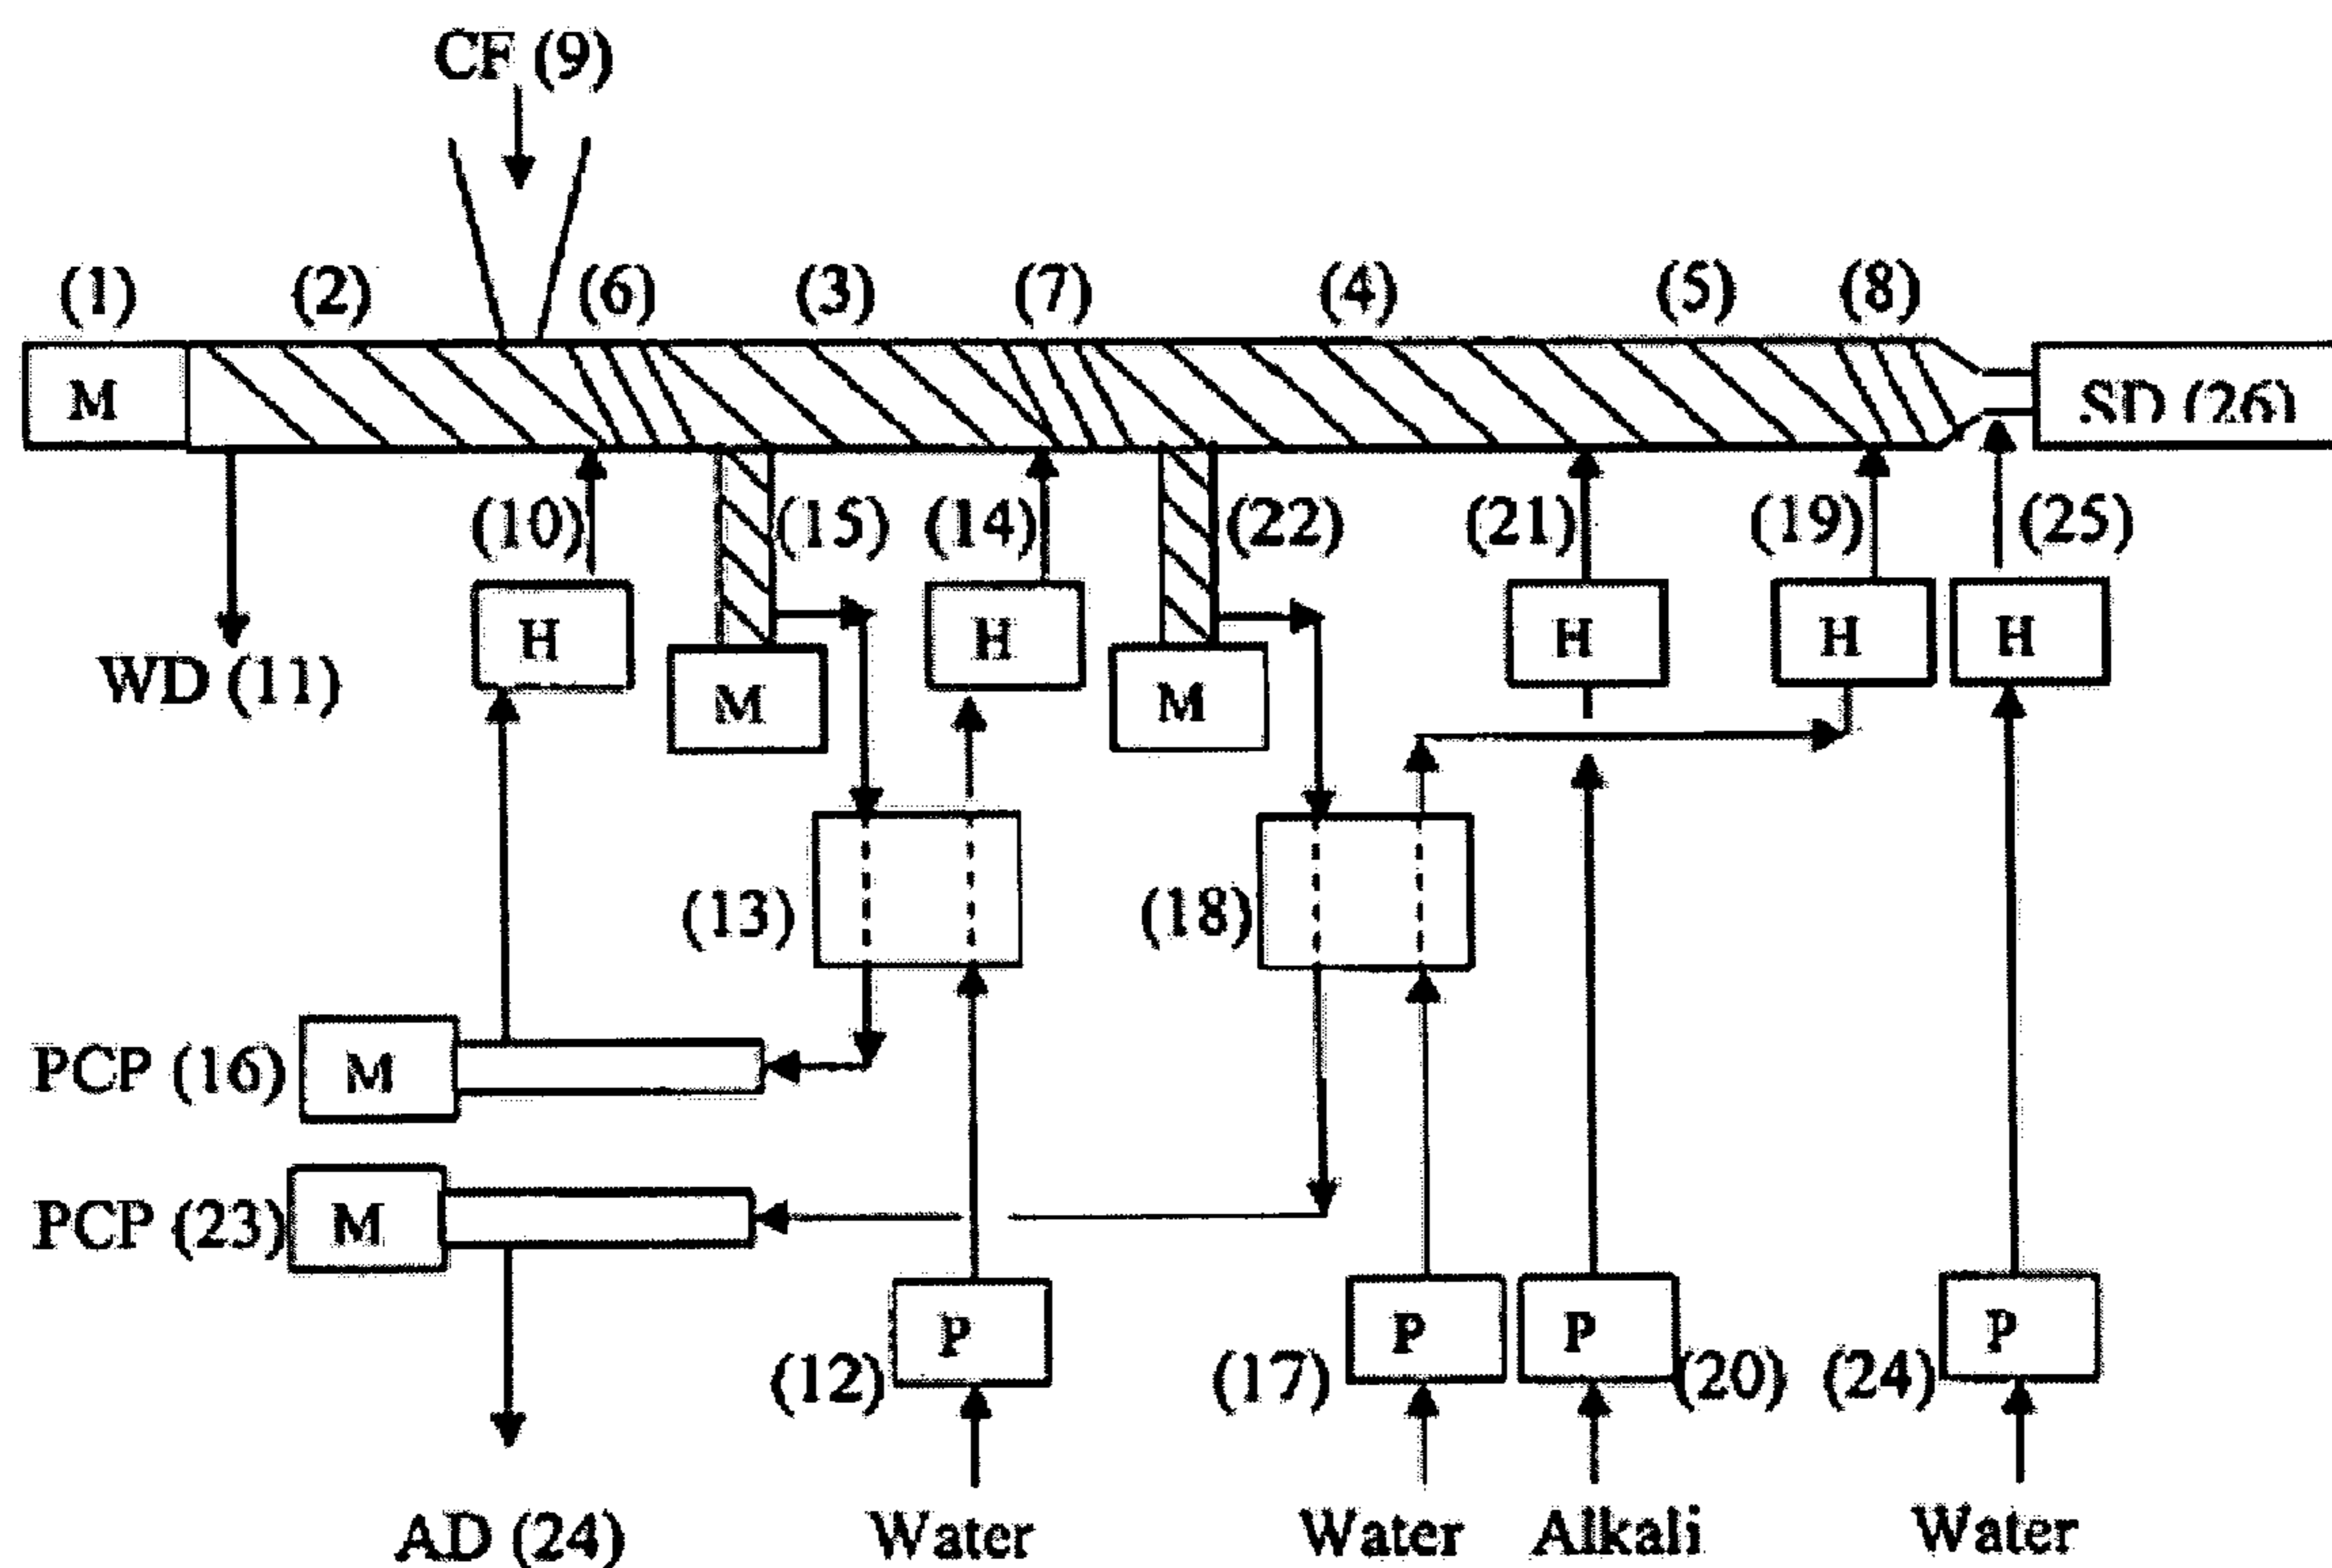 CF (9)
(1) (2) (6) (3) (7) (4) (5) (8)
M SD (26)
(10) (15) (14) (22) (21) (19) (25)
H H H H H
WD (11) M M
(13) (18)
PCP (16) M
PCP (23) M
P P P P
(12) (17) (20) (24)
AD (24) Water Water Alkali Water